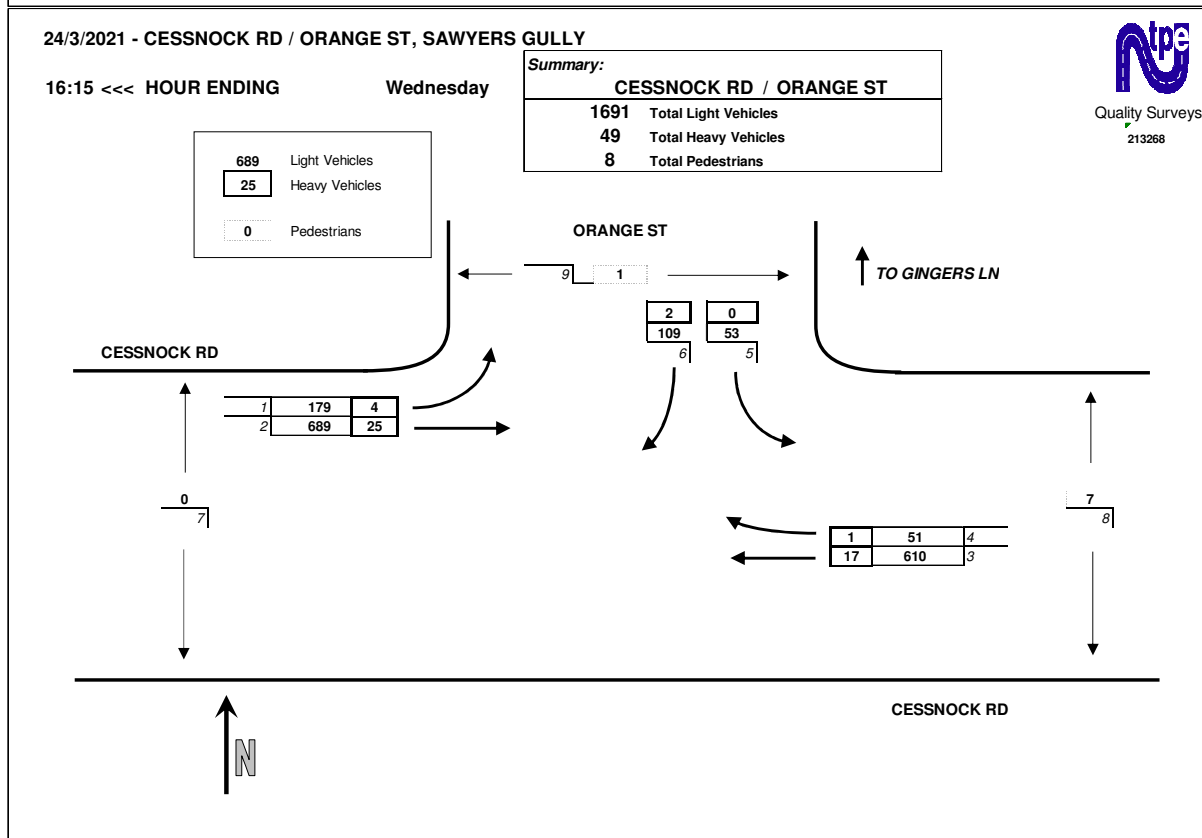 24/3/2021 - CESSNOCK RD / ORANGE ST, SAWYERS GULLY
16:15 <<< HOUR ENDING Wednesday
Summary:
CESSNOCK RD / ORANGE ST
1691 Total Light Vehicles
49 Total Heavy Vehicles
8 Total Pedestrians
tpe
Quality Surveys
213268
689 Light Vehicles
25 Heavy Vehicles
0 Pedestrians
ORANGE ST
9 1
TO GINGERS LN
2 0
109 53
6 5
CESSNOCK RD
1 179 4
2 689 25
0
7
7
8
1 51 4
17 610 3
CESSNOCK RD
N